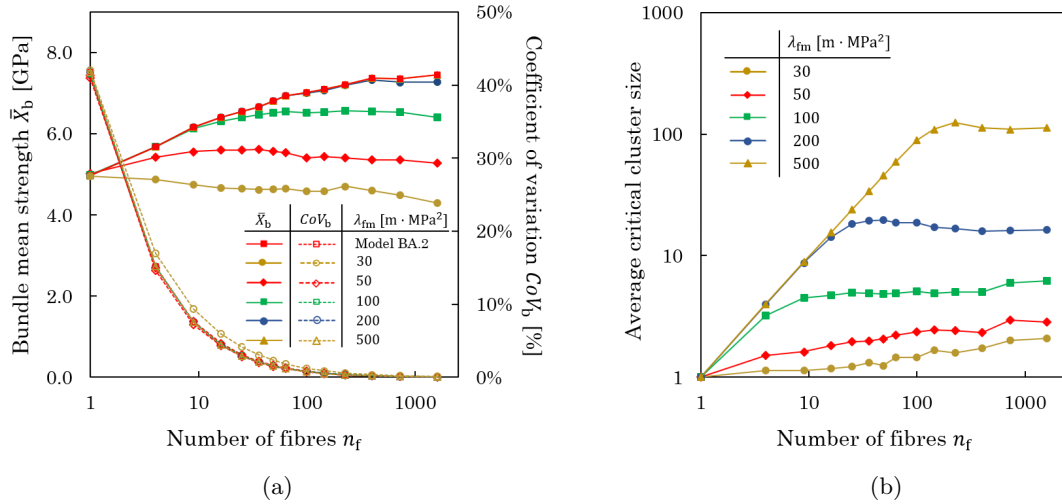 Bundle mean strength X̄b [GPa]
8.0
6.0
4.0
2.0
0.0
50%
40%
30%
20%
10%
0%
Coefficient of variation CoVb [%]
X̄b CoVb λfm [m · MPa²]
Model BA.2
30
50
100
200
500
1 10 100 1000
Number of fibres nf
(a)
Average critical cluster size
1000
100
10
1
λfm [m · MPa²]
30
50
100
200
500
1 10 100 1000
Number of fibres nf
(b)